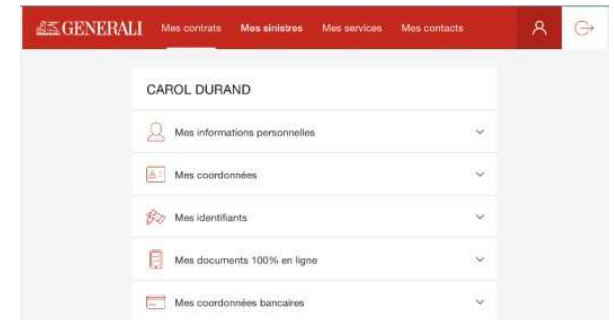 GENERALI Mes contrats Mes sinistres Mes services Mes contacts
CAROL DURAND
Mes informations personnelles
Mes coordonnées
Mes identifiants
Mes documents 100% en ligne
Mes coordonnées bancaires